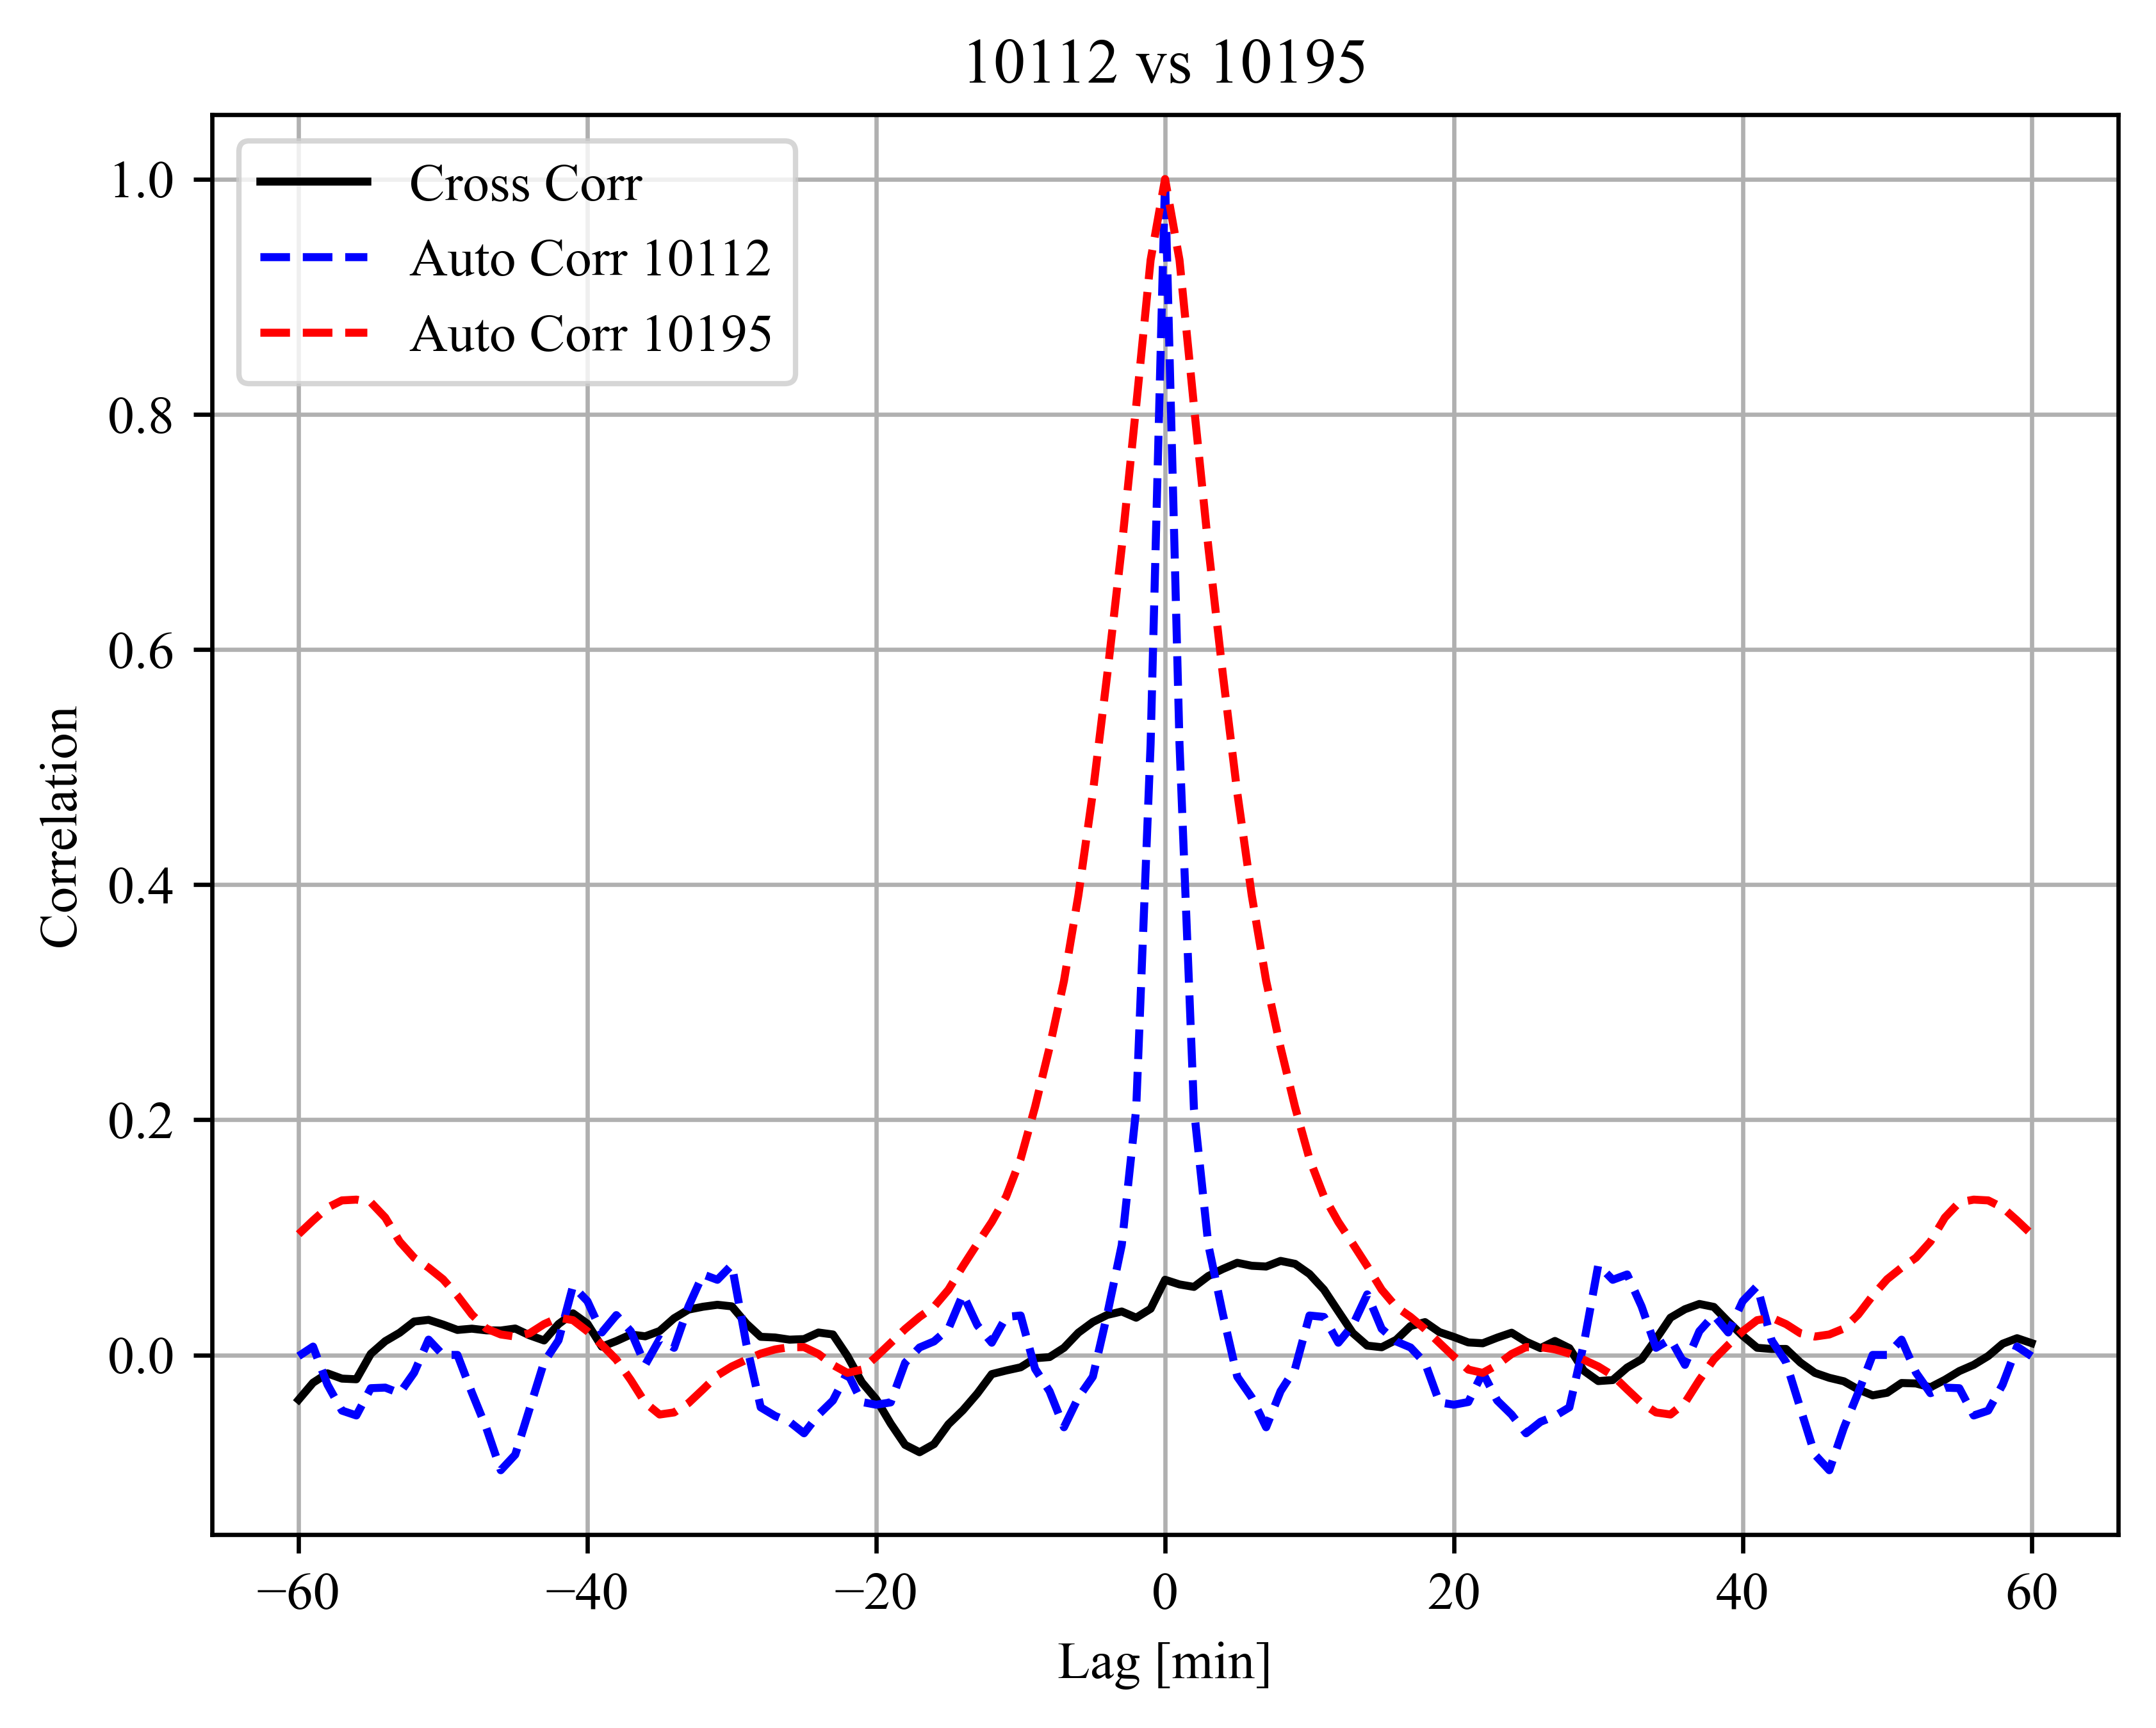 10112 vs 10195
Cross Corr
Auto Corr 10112
Auto Corr 10195
1.0
0.8
0.6
0.4
0.2
0.0
Correlation
−60 −40 −20 0 20 40 60
Lag [min]